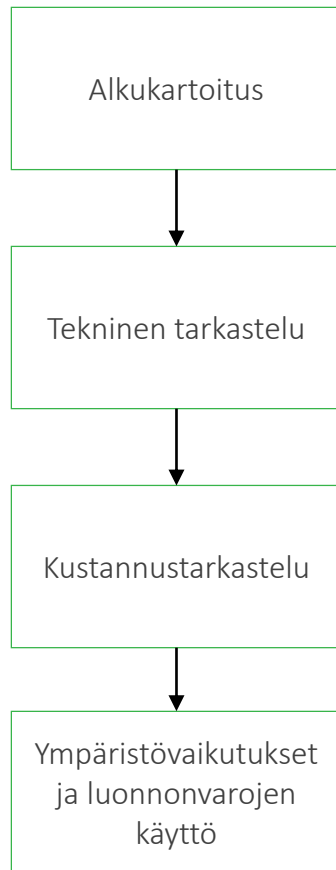 Alkukartoitus
Tekninen tarkastelu
Kustannustarkastelu
Ympäristövaikutukset
ja luonnonvarojen
käyttö